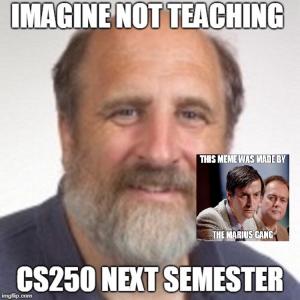 IMAGINE NOT TEACHING
THIS MEME WAS MADE BY
THE MARIUS GANG
CS250 NEXT SEMESTER
imgflip.com